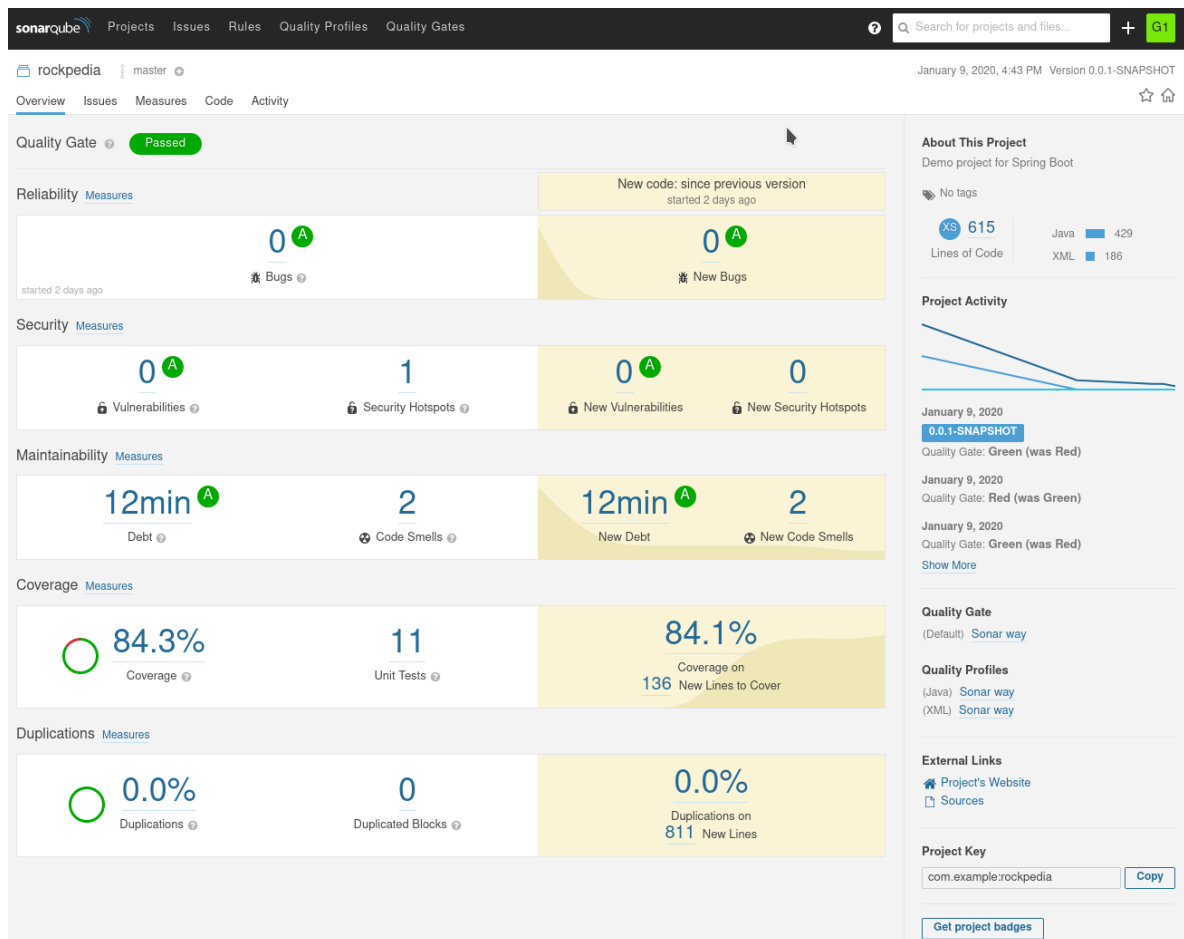 sonarqube Projects Issues Rules Quality Profiles Quality Gates Search for projects and files... G1
rockpedia master January 9, 2020, 4:43 PM Version 0.0.1-SNAPSHOT
Overview Issues Measures Code Activity
Quality Gate Passed
Reliability Measures
New code: since previous version
started 2 days ago
0 A
Bugs
started 2 days ago
0 A
New Bugs
Security Measures
0 A 1 0 A 0
Vulnerabilities Security Hotspots New Vulnerabilities New Security Hotspots
Maintainability Measures
12min A 2 12min A 2
Debt Code Smells New Debt New Code Smells
Coverage Measures
84.3% 11
Coverage Unit Tests
84.1%
Coverage on
136 New Lines to Cover
Duplications Measures
0.0% 0
Duplications Duplicated Blocks
0.0%
Duplications on
811 New Lines
About This Project
Demo project for Spring Boot
No tags
XS 615
Lines of Code
Java 429
XML 186
Project Activity
January 9, 2020
0.0.1-SNAPSHOT
Quality Gate: Green (was Red)
January 9, 2020
Quality Gate: Red (was Green)
January 9, 2020
Quality Gate: Green (was Red)
Show More
Quality Gate
(Default) Sonar way
Quality Profiles
(Java) Sonar way
(XML) Sonar way
External Links
Project's Website
Sources
Project Key
com.example:rockpedia Copy
Get project badges